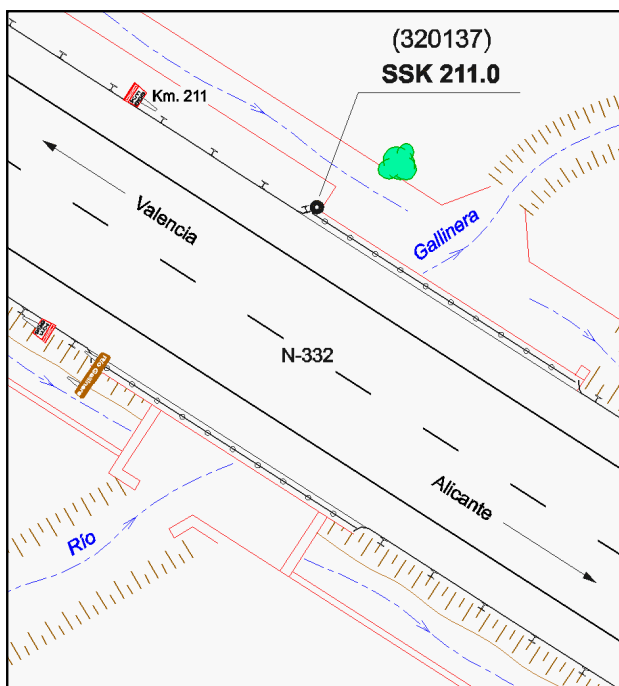 (320137)
SSK 211.0
Km. 211
Valencia
Gallinera
N-332
Alicante
Río